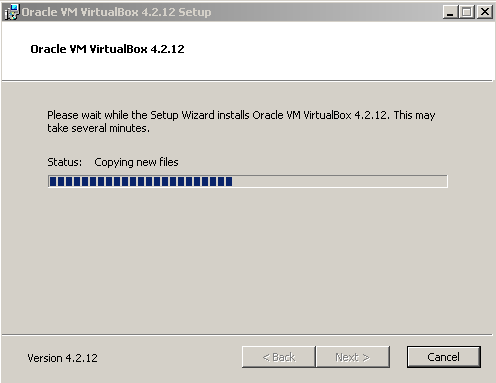 Oracle VM VirtualBox 4.2.12 Setup
Oracle VM VirtualBox 4.2.12
Please wait while the Setup Wizard installs Oracle VM VirtualBox 4.2.12. This may
take several minutes.
Status: Copying new files
Version 4.2.12
< Back Next > Cancel